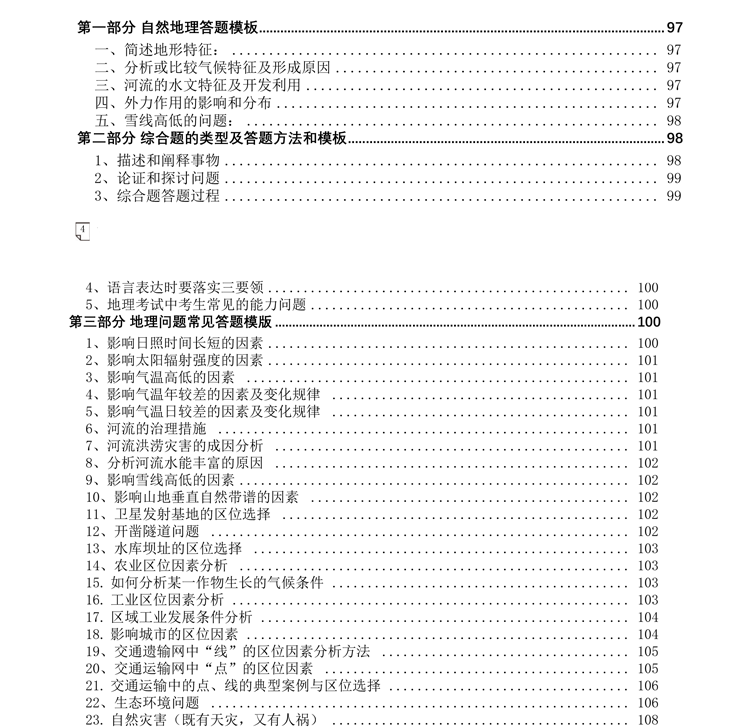 第一部分 自然地理答题模板........................97
一、简述地形特征：........................ 97
二、分析或比较气候特征及形成原因........................ 97
三、河流的水文特征及开发利用........................ 97
四、外力作用的影响和分布........................ 97
五、雪线高低的问题：........................ 98
第二部分 综合题的类型及答题方法和模板........................98
1、描述和阐释事物........................ 98
2、论证和探讨问题........................ 99
3、综合题答题过程........................ 99
4
4、语言表达时要落实三要领........................ 100
5、地理考试中考生常见的能力问题........................ 100
第三部分 地理问题常见答题模版........................100
1、影响日照时间长短的因素........................ 100
2、影响太阳辐射强度的因素........................ 101
3、影响气温高低的因素 ........................ 101
4、影响气温年较差的因素及变化规律 ........................ 101
5、影响气温日较差的因素及变化规律 ........................ 101
6、河流的治理措施 ........................ 101
7、河流洪涝灾害的成因分析 ........................ 101
8、分析河流水能丰富的原因 ........................ 102
9、影响雪线高低的因素........................ 102
10、影响山地垂直自然带谱的因素 ........................ 102
11、卫星发射基地的区位选择 ........................ 102
12、开凿隧道问题 ........................ 102
13、水库坝址的区位选择 ........................ 103
14、农业区位因素分析 ........................ 103
15. 如何分析某一作物生长的气候条件 ........................ 103
16. 工业区位因素分析 ........................ 103
17. 区域工业发展条件分析 ........................ 104
18. 影响城市的区位因素 ........................ 104
19、交通遗输网中“线”的区位因素分析方法 ........................ 105
20、交通运输网中“点”的区位因素 ........................ 105
21. 交通运输中的点、线的典型案例与区位选择 ........................ 106
22、生态环境问题 ........................ 106
23. 自然灾害（既有天灾，又有人祸） ........................ 108